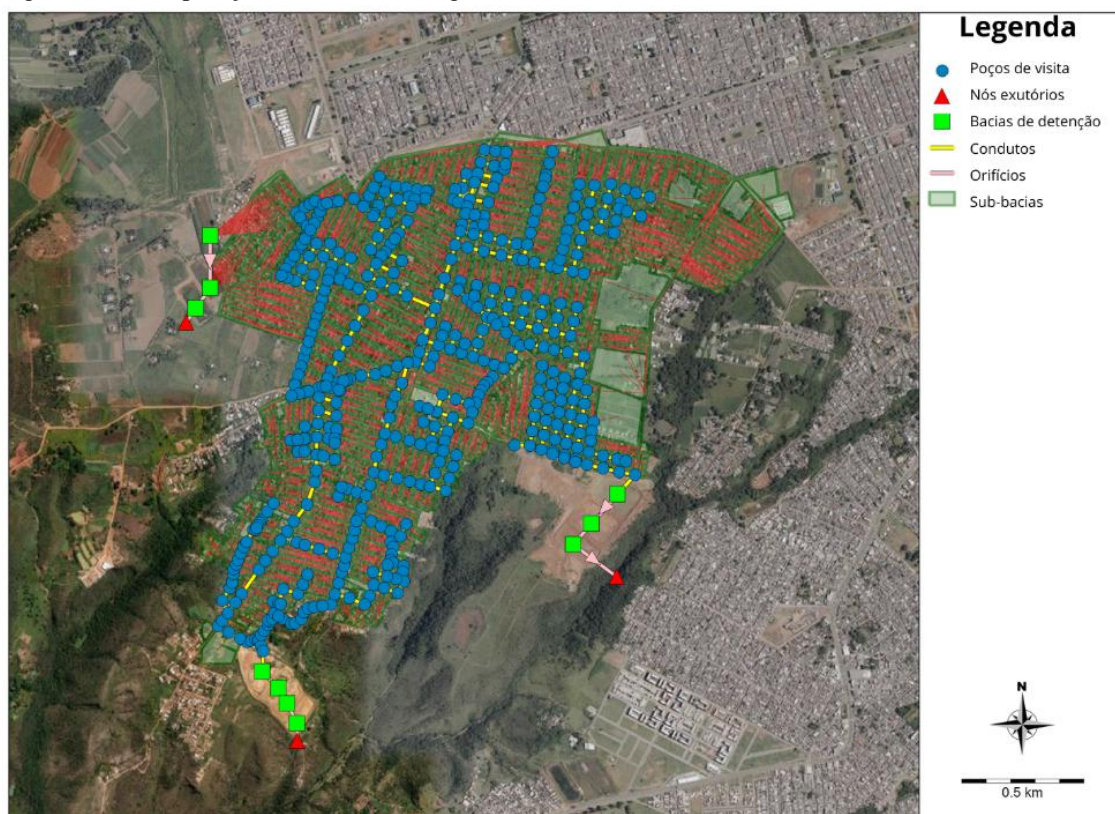 Legenda
Poços de visita
Nós exutórios
Bacias de detenção
Condutos
Orifícios
Sub-bacias
N
0.5 km